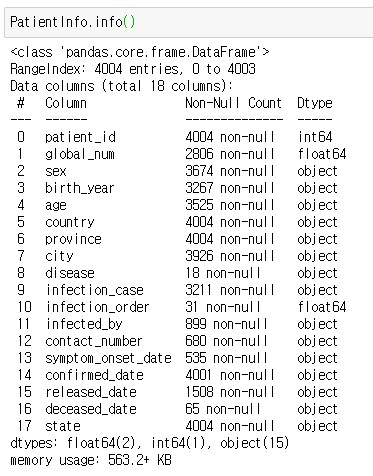 PatientInfo.info()
<class 'pandas.core.frame.DataFrame'>
RangeIndex: 4004 entries, 0 to 4003
Data columns (total 18 columns):
 #   Column              Non-Null Count  Dtype
---  ------              --------------  -----
 0   patient_id          4004 non-null   int64
 1   global_num          2806 non-null   float64
 2   sex                 3674 non-null   object
 3   birth_year          3267 non-null   object
 4   age                 3525 non-null   object
 5   country             4004 non-null   object
 6   province            4004 non-null   object
 7   city                3926 non-null   object
 8   disease             18 non-null     object
 9   infection_case      3211 non-null   object
 10  infection_order     31 non-null     float64
 11  infected_by         899 non-null    object
 12  contact_number      680 non-null    object
 13  symptom_onset_date  535 non-null    object
 14  confirmed_date      4001 non-null   object
 15  released_date       1508 non-null   object
 16  deceased_date       65 non-null     object
 17  state               4004 non-null   object
dtypes: float64(2), int64(1), object(15)
memory usage: 563.2+ KB